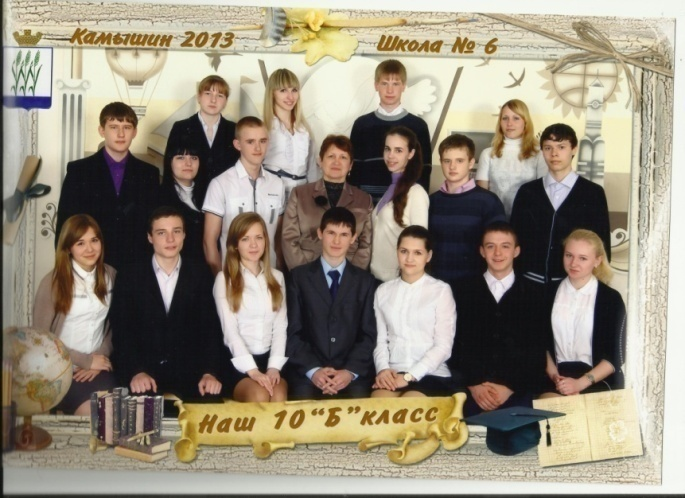 Камышин 2013
Школа № 6
Наш 10 “Б” класс